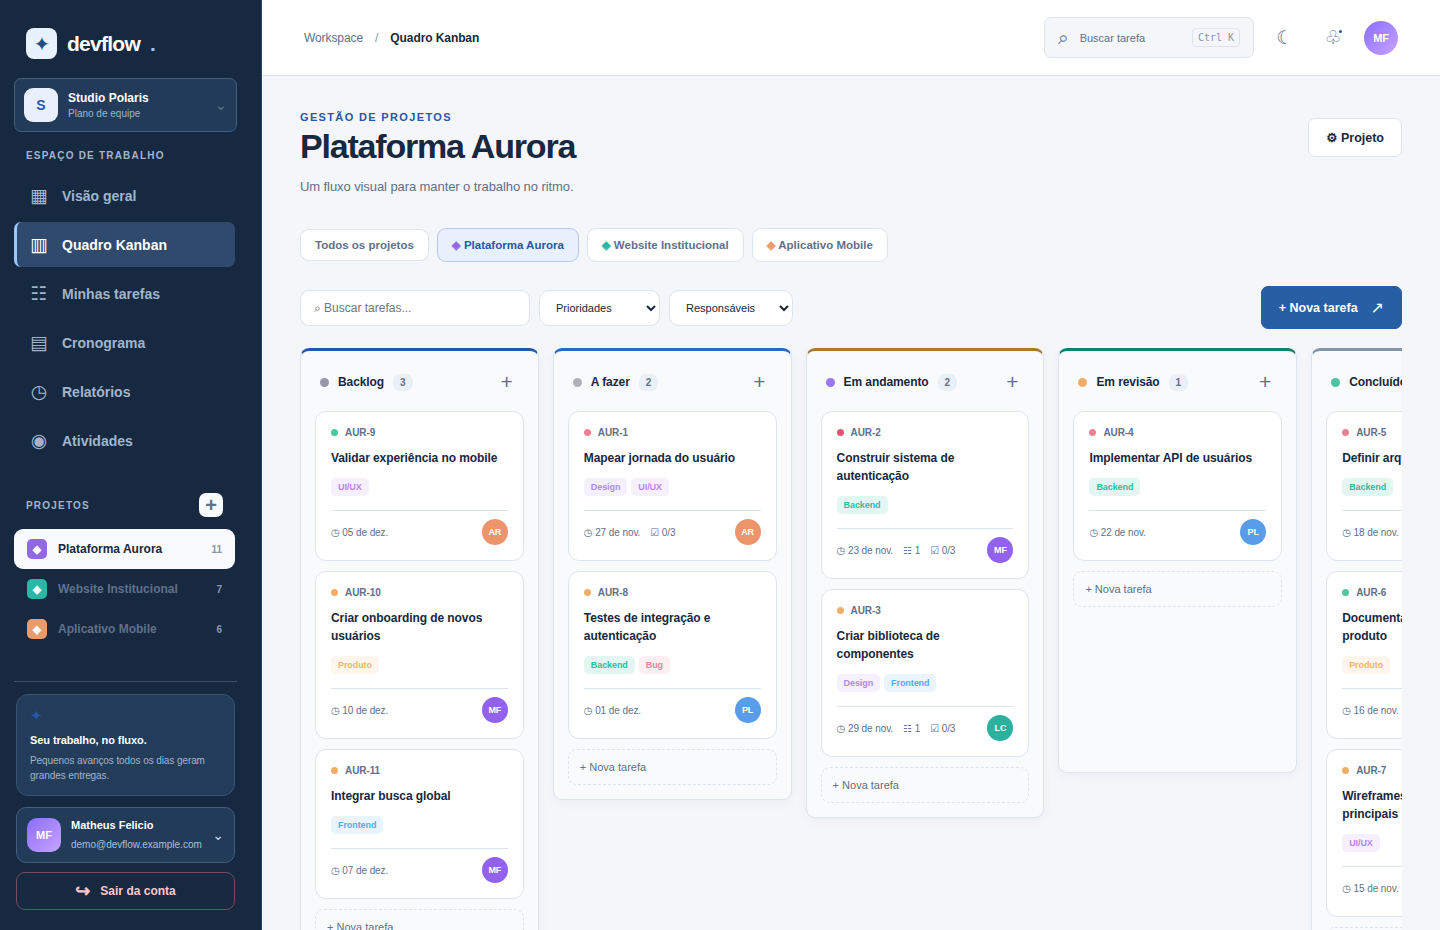 devflow.
S
Studio Polaris
Plano de equipe
ESPAÇO DE TRABALHO
Visão geral
Quadro Kanban
Minhas tarefas
Cronograma
Relatórios
Atividades
PROJETOS
+
Plataforma Aurora 11
Website Institucional 7
Aplicativo Mobile 6
Seu trabalho, no fluxo.
Pequenos avanços todos os dias geram
grandes entregas.
MF
Matheus Felicio
demo@devflow.example.com
Sair da conta
Workspace / Quadro Kanban
Buscar tarefa Ctrl K
MF
GESTÃO DE PROJETOS
Plataforma Aurora
Um fluxo visual para manter o trabalho no ritmo.
Projeto
Todos os projetos
Plataforma Aurora
Website Institucional
Aplicativo Mobile
Buscar tarefas...
Prioridades
Responsáveis
+ Nova tarefa ↗
Backlog 3 +
AUR-9
Validar experiência no mobile
UI/UX
05 de dez. AR
AUR-10
Criar onboarding de novos
usuários
Produto
10 de dez. MF
AUR-11
Integrar busca global
Frontend
07 de dez. MF
+ Nova tarefa
A fazer 2 +
AUR-1
Mapear jornada do usuário
Design UI/UX
27 de nov. 0/3 AR
AUR-8
Testes de integração e
autenticação
Backend Bug
01 de dez. PL
+ Nova tarefa
Em andamento 2 +
AUR-2
Construir sistema de
autenticação
Backend
23 de nov. 1 0/3 MF
AUR-3
Criar biblioteca de
componentes
Design Frontend
29 de nov. 1 0/3 LC
+ Nova tarefa
Em revisão 1 +
AUR-4
Implementar API de usuários
Backend
22 de nov. PL
+ Nova tarefa
Concluído
AUR-5
Definir arq
Backend
18 de nov.
AUR-6
Documenta
produto
Produto
16 de nov.
AUR-7
Wireframes
principais
UI/UX
15 de nov.